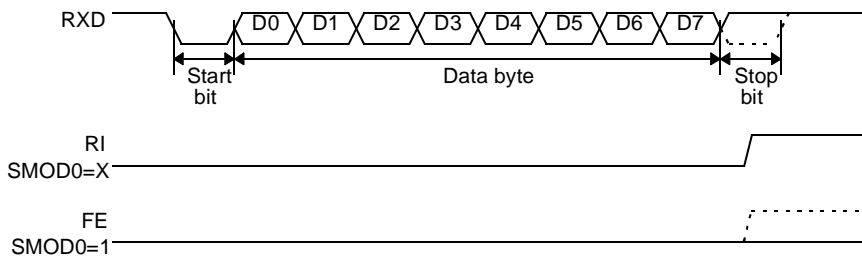 RXD
D0 D1 D2 D3 D4 D5 D6 D7
Start
bit
Data byte
Stop
bit
RI
SMOD0=X
FE
SMOD0=1